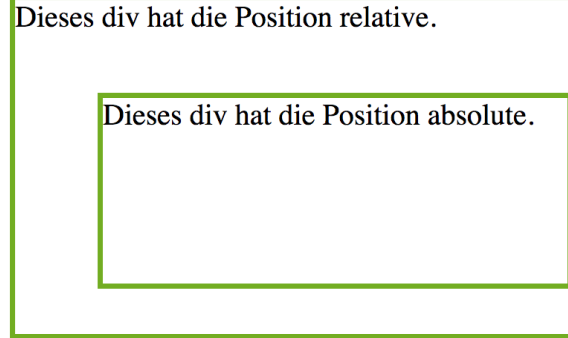 Dieses div hat die Position relative.
Dieses div hat die Position absolute.